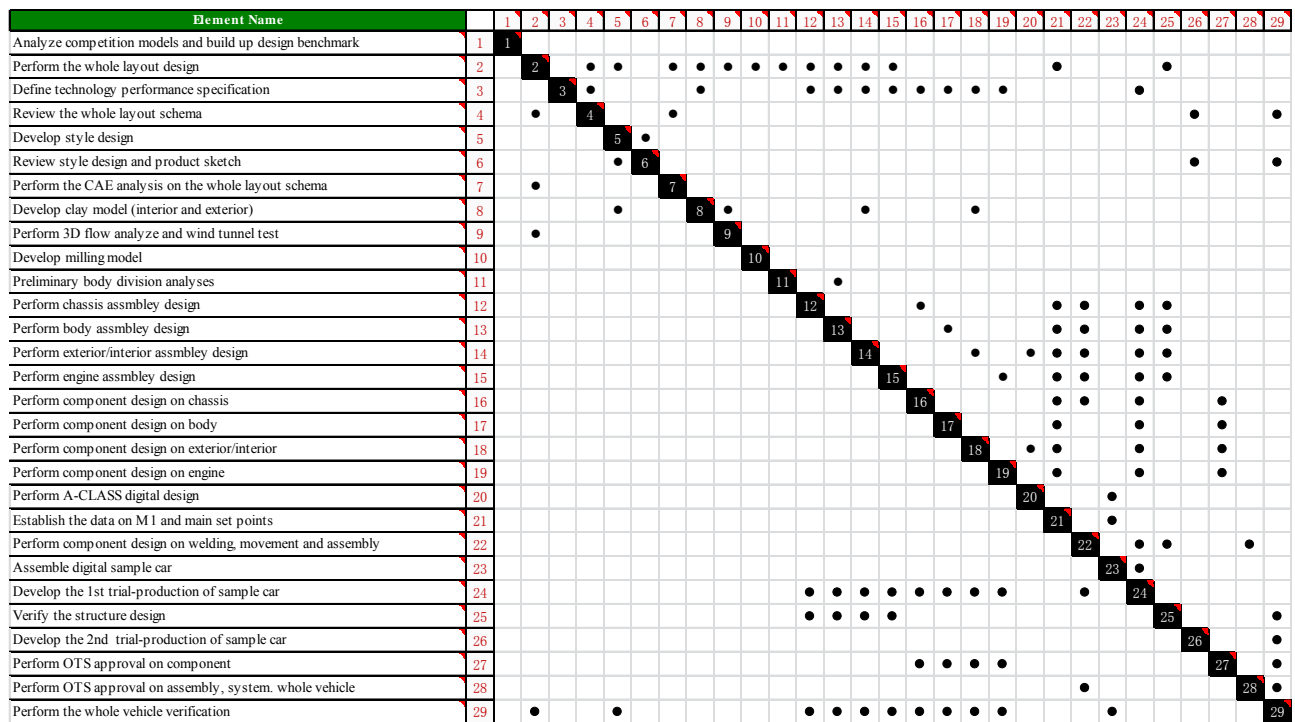 Element Name 1 2 3 4 5 6 7 8 9 10 11 12 13 14 15 16 17 18 19 20 21 22 23 24 25 26 27 28 29
Analyze competition models and build up design benchmark 1 1
Perform the whole layout design 2 2
Define technology performance specification 3 3
Review the whole layout schema 4 4
Develop style design 5 5
Review style design and product sketch 6 6
Perform the CAE analysis on the whole layout schema 7 7
Develop clay model (interior and exterior) 8 8
Perform 3D flow analyze and wind tunnel test 9 9
Develop milling model 10 10
Preliminary body division analyses 11 11
Perform chassis assmbley design 12 12
Perform body assmbley design 13 13
Perform exterior/interior assmbley design 14 14
Perform engine assmbley design 15 15
Perform component design on chassis 16 16
Perform component design on body 17 17
Perform component design on exterior/interior 18 18
Perform component design on engine 19 19
Perform A-CLASS digital design 20 20
Establish the data on M1 and main set points 21 21
Perform component design on welding, movement and assembly 22 22
Assemble digital sample car 23 23
Develop the 1st trial-production of sample car 24 24
Verify the structure design 25 25
Develop the 2nd trial-production of sample car 26 26
Perform OTS approval on component 27 27
Perform OTS approval on assembly, system. whole vehicle 28 28
Perform the whole vehicle verification 29 29